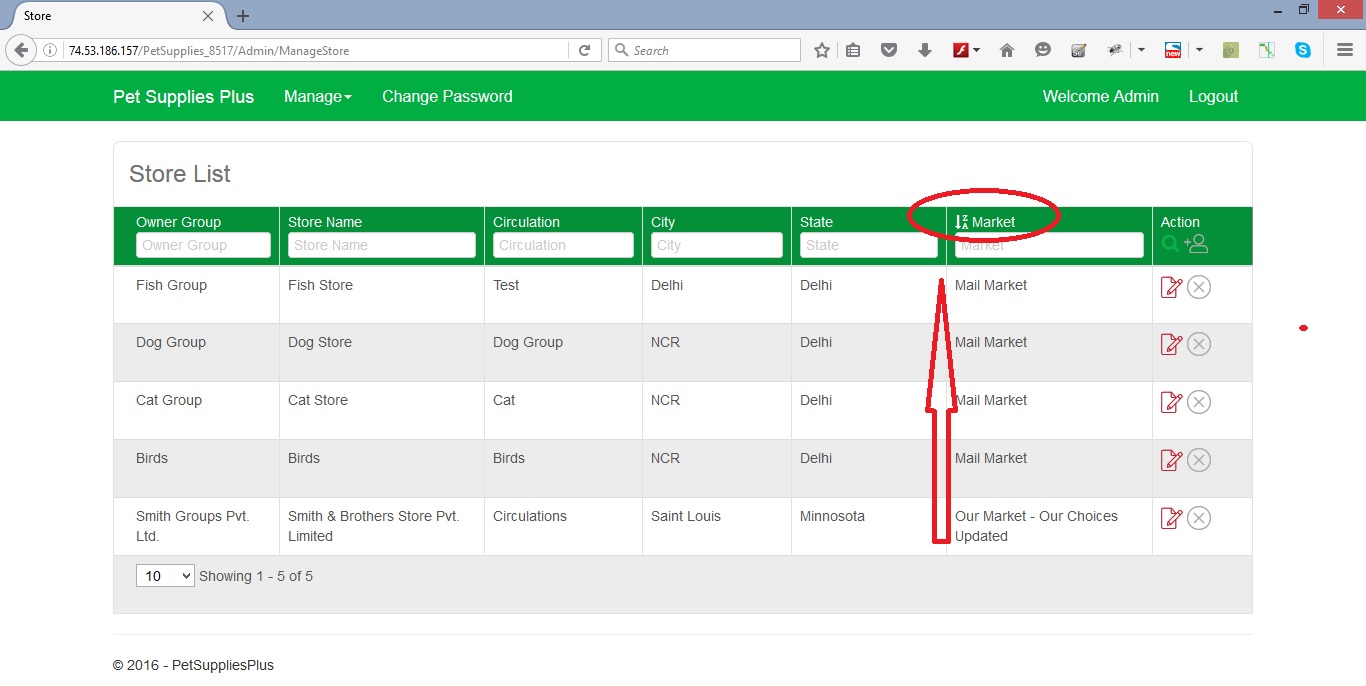 Store
74.53.186.157/PetSupplies_8517/Admin/ManageStore
Search
new
Pet Supplies Plus Manage Change Password Welcome Admin Logout
Store List
Owner Group Store Name Circulation City State Market Action
Owner Group Store Name Circulation City State Market
Fish Group Fish Store Test Delhi Delhi Mail Market
Dog Group Dog Store Dog Group NCR Delhi Mail Market
Cat Group Cat Store Cat NCR Delhi Mail Market
Birds Birds Birds NCR Delhi Mail Market
Smith Groups Pvt. Smith & Brothers Store Pvt. Circulations Saint Louis Minnosota Our Market - Our Choices
Ltd. Limited Updated
10 Showing 1 - 5 of 5
© 2016 - PetSuppliesPlus